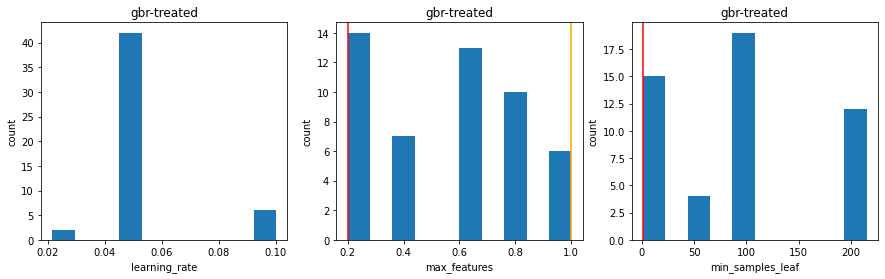 gbr-treated
count
40
35
30
25
20
15
10
5
0
0.02 0.04 0.06 0.08 0.10
learning_rate
gbr-treated
count
14
12
10
8
6
4
2
0
0.2 0.4 0.6 0.8 1.0
max_features
gbr-treated
count
17.5
15.0
12.5
10.0
7.5
5.0
2.5
0.0
0 50 100 150 200
min_samples_leaf